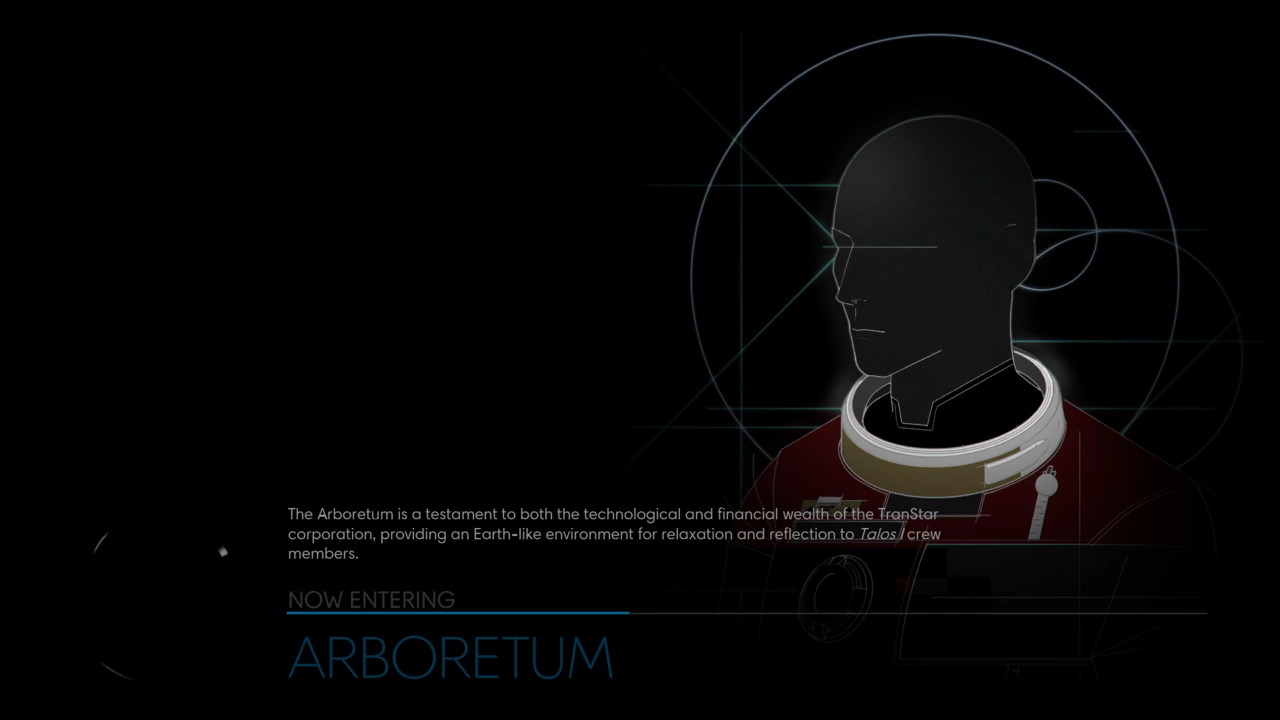 The Arboretum is a testament to both the technological and financial wealth of the TranStar
corporation, providing an Earth-like environment for relaxation and reflection to Talos I crew
members.
NOW ENTERING
ARBORETUM